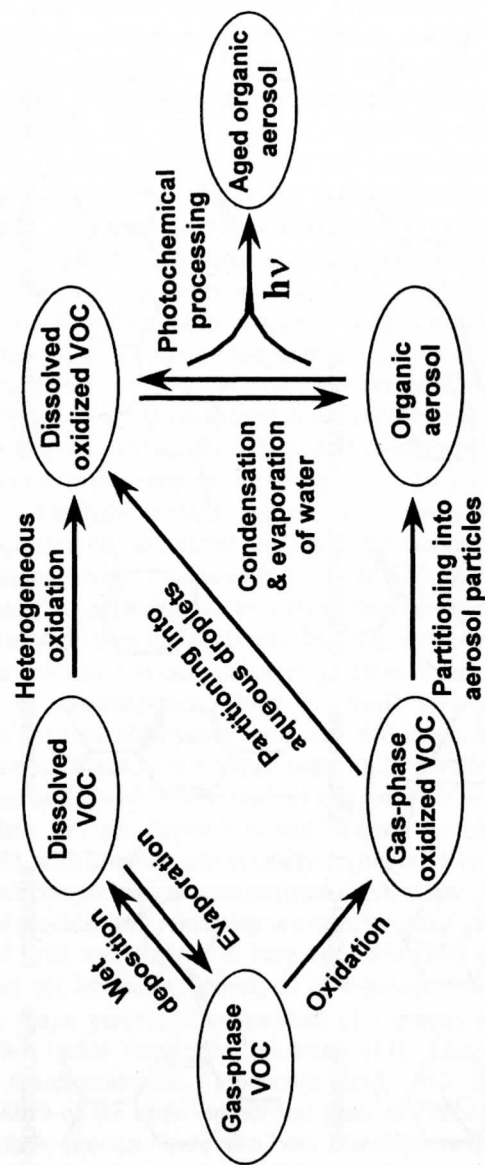 Gas-phase
VOC
Wet
deposition
Evaporation
Oxidation
Dissolved
VOC
Gas-phase
oxidized VOC
Heterogeneous
oxidation
Partitioning into
aqueous droplets
Partitioning into
aerosol particles
Dissolved
oxidized VOC
Condensation
& evaporation
of water
Organic
aerosol
Photochemical
processing
hν
Aged organic
aerosol